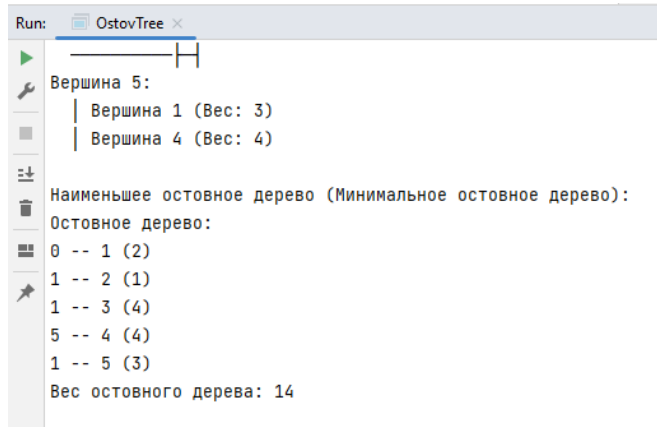 Run: OstovTree ×
Вершина 5:
│ Вершина 1 (Вес: 3)
│ Вершина 4 (Вес: 4)
Наименьшее остовное дерево (Минимальное остовное дерево):
Остовное дерево:
0 -- 1 (2)
1 -- 2 (1)
1 -- 3 (4)
5 -- 4 (4)
1 -- 5 (3)
Вес остовного дерева: 14